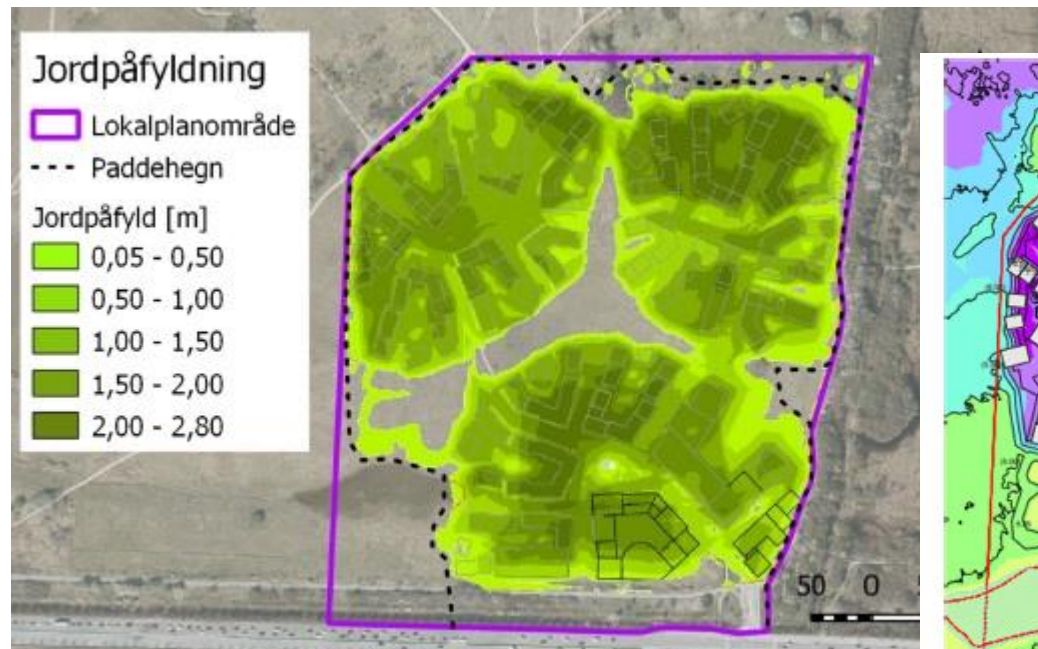 Jordpåfyldning
Lokalplanområde
Paddehegn
Jordpåfyld [m]
0,05 - 0,50
0,50 - 1,00
1,00 - 1,50
1,50 - 2,00
2,00 - 2,80
50 0